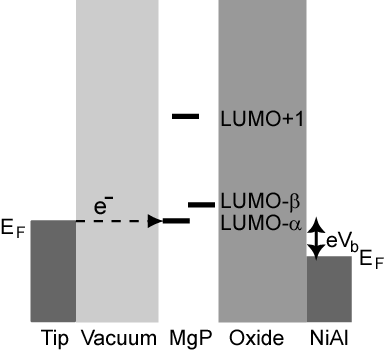 LUMO+1
e⁻
LUMO-β
E_F
LUMO-α
eV_b
E_F
Tip Vacuum MgP Oxide NiAl